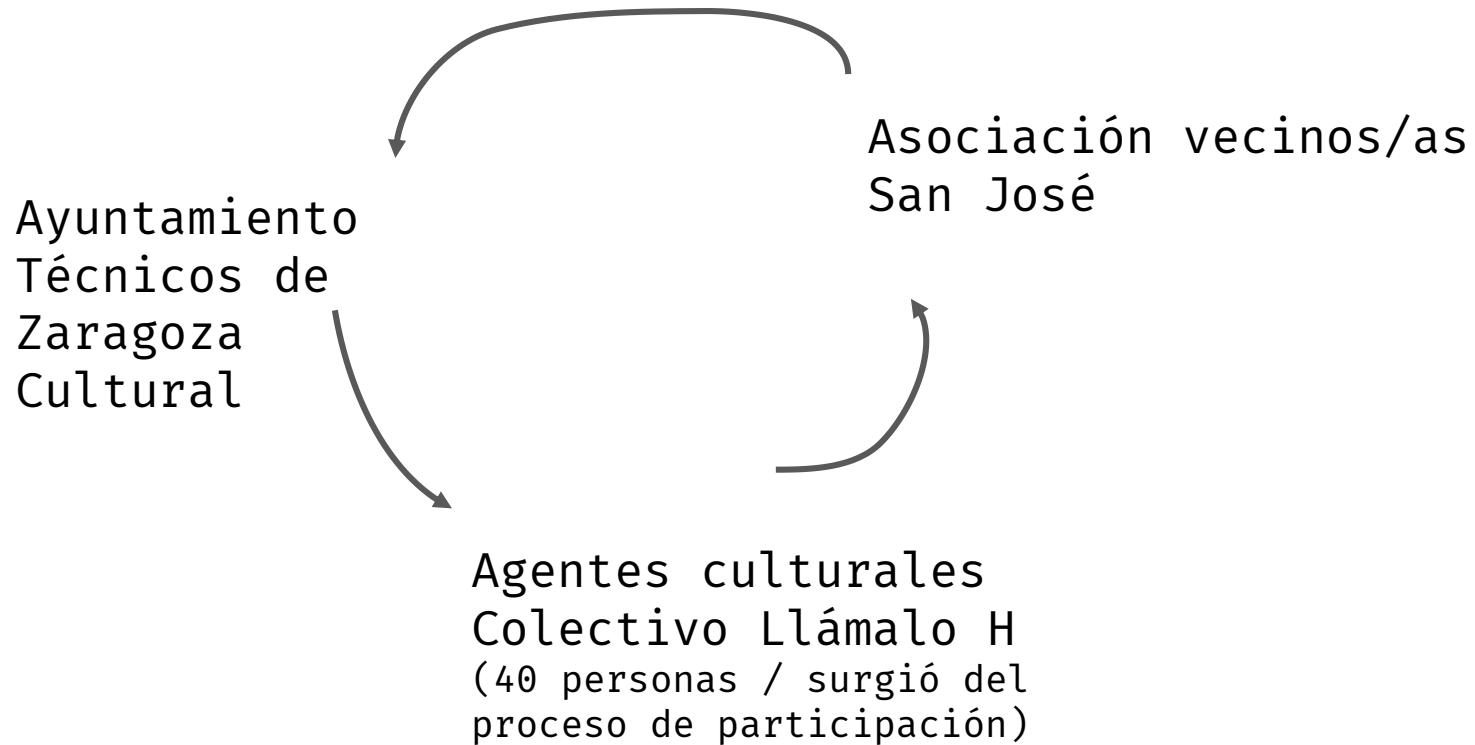 Asociación vecinos/as
San José
Ayuntamiento
Técnicos de
Zaragoza
Cultural
Agentes culturales
Colectivo Llámalo H
(40 personas / surgió del
proceso de participación)